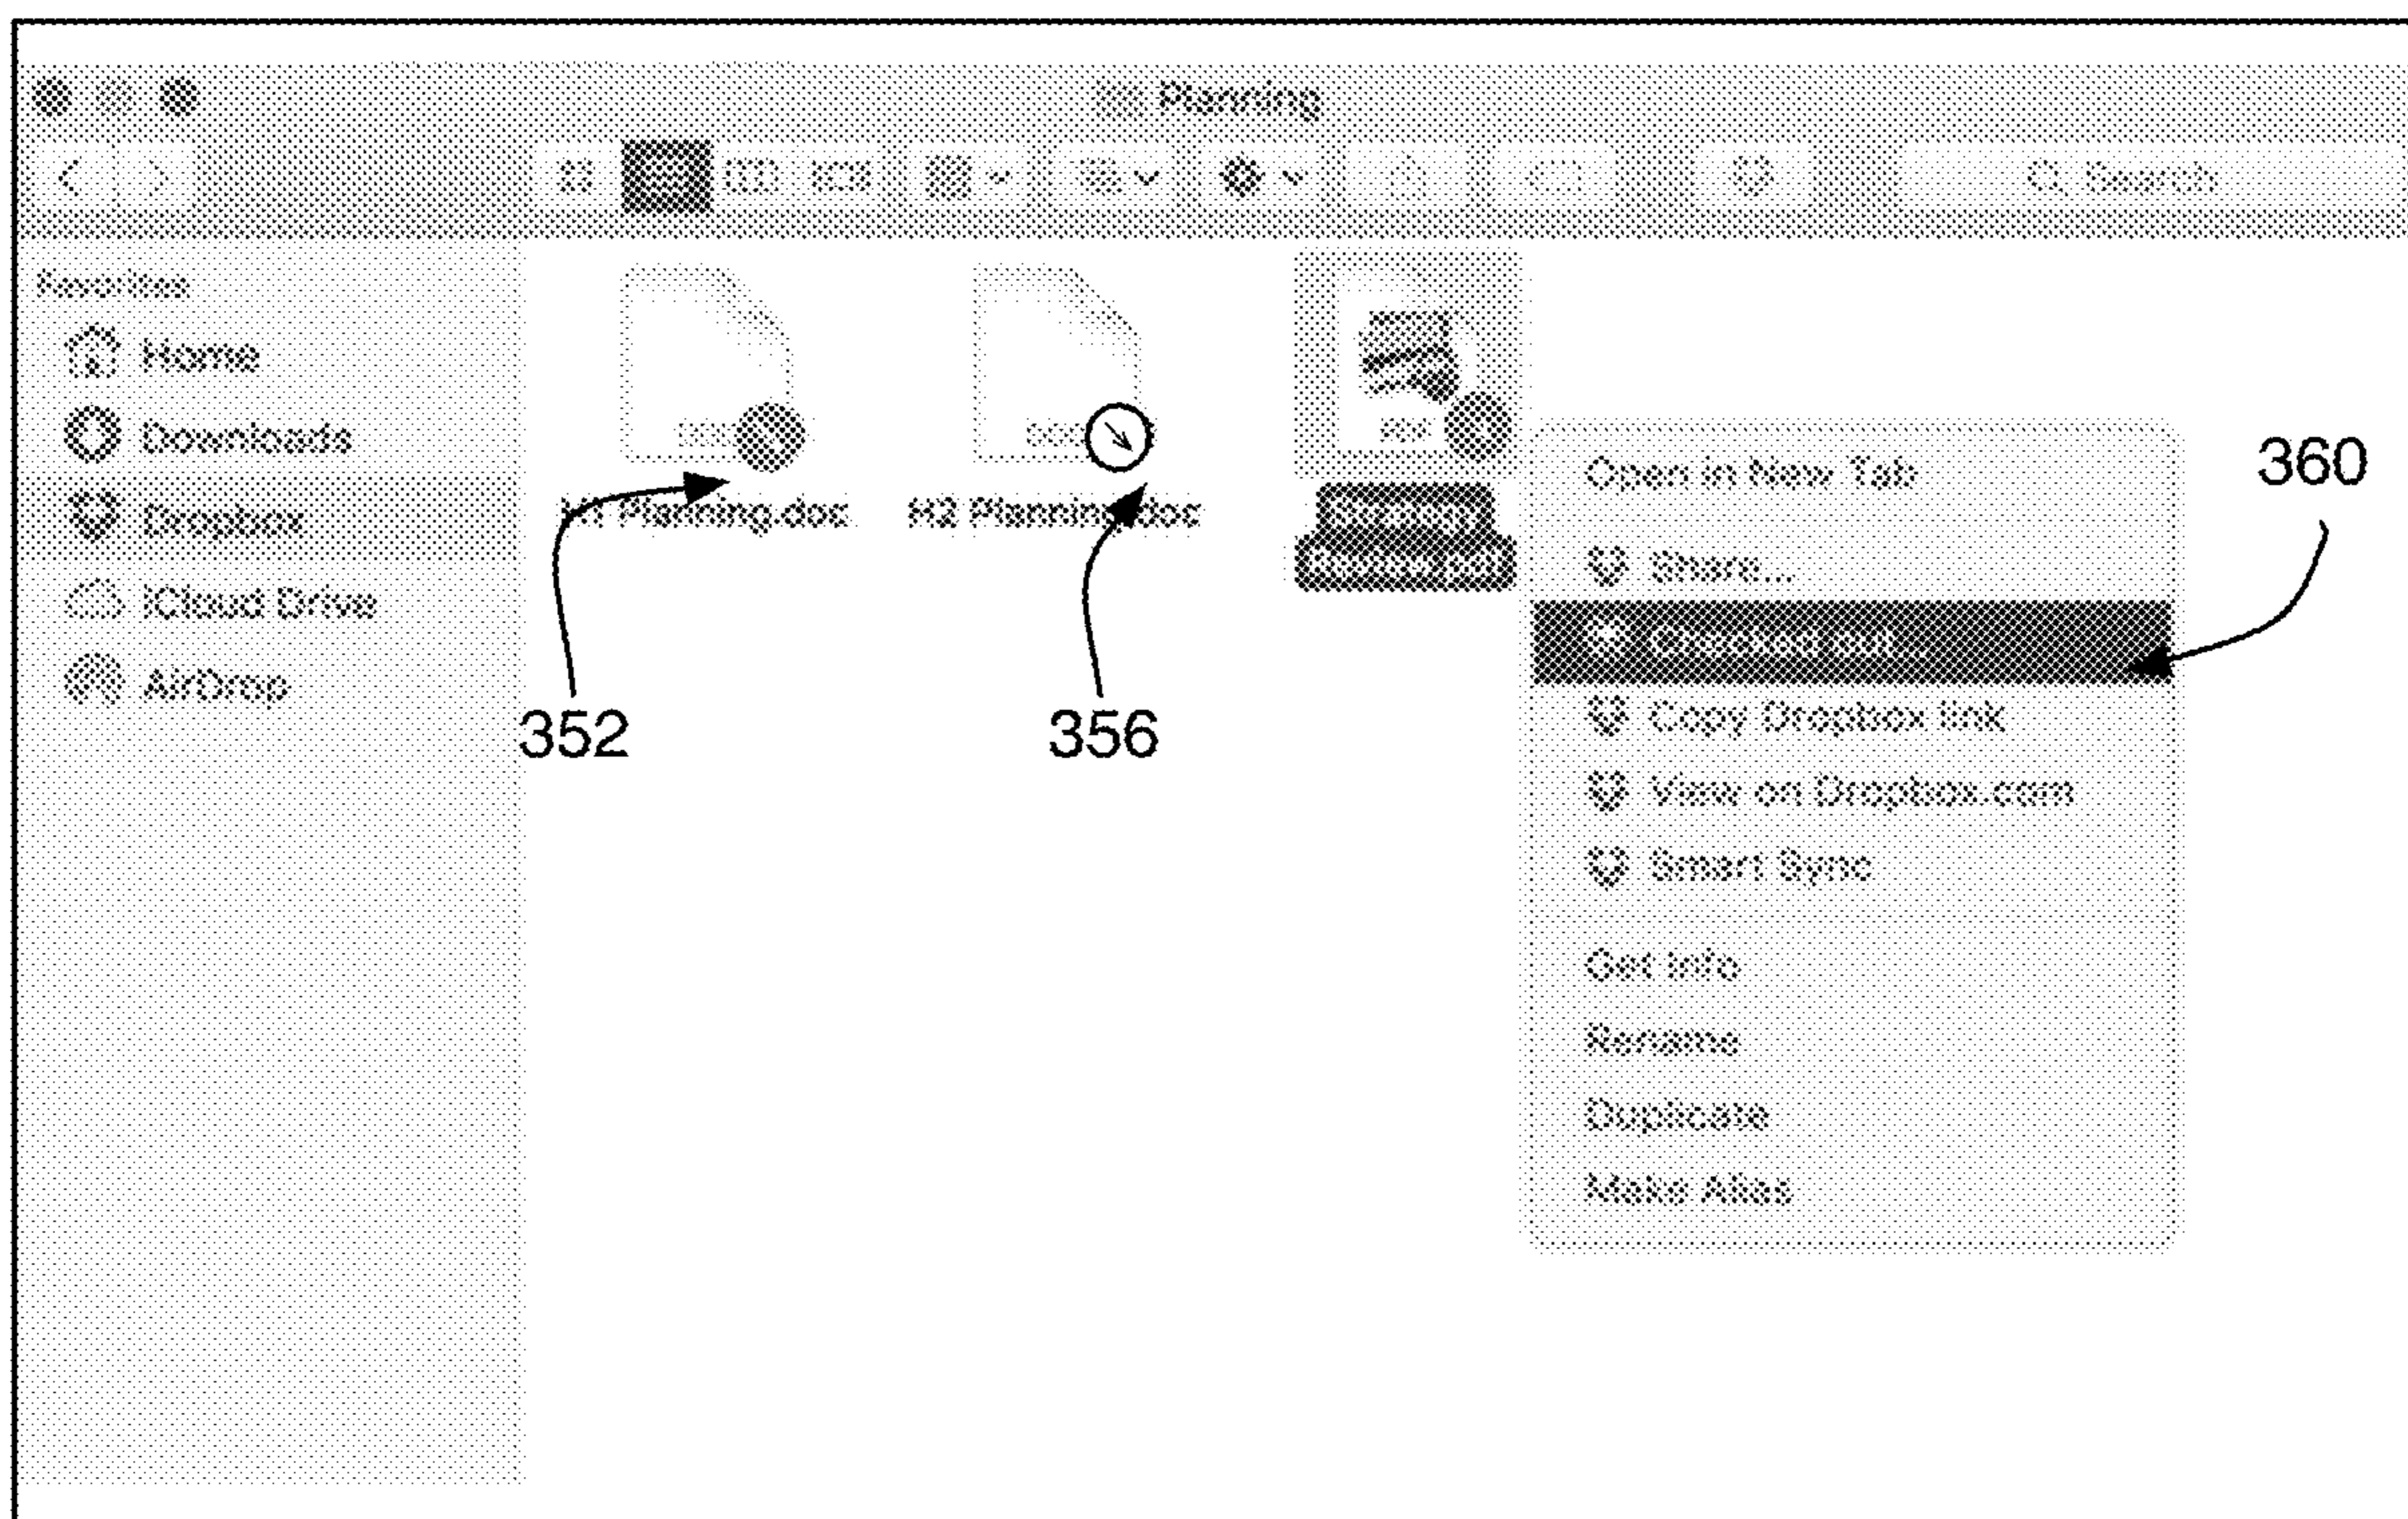 Planning
Search
Favorites
Home
Downloads
Dropbox
iCloud Drive
AirDrop
H1 Planning.doc
H2 Planning.doc
Open in New Tab
Share...
Copy Dropbox link
View on Dropbox.com
Smart Sync
Get Info
Rename
Duplicate
Make Alias
352
356
360